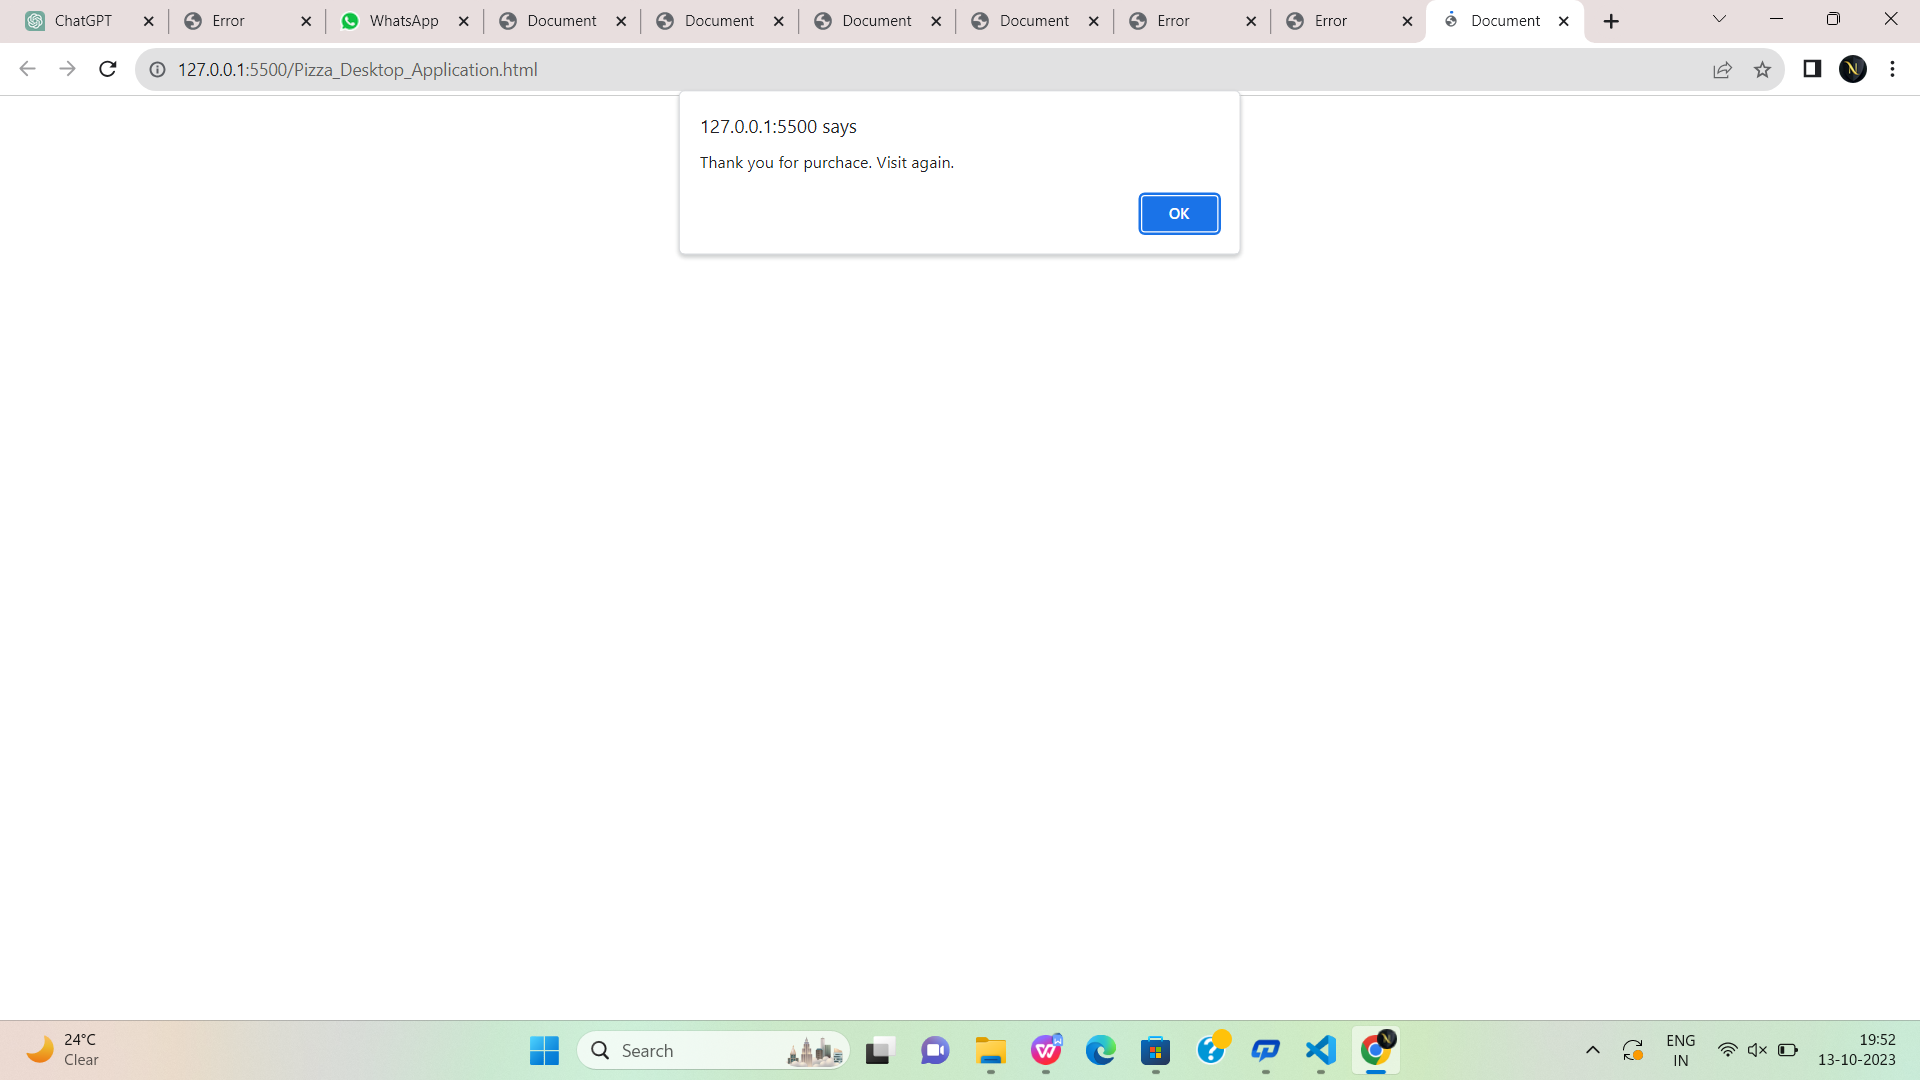 ChatGPT
Error
WhatsApp
Document
Document
Document
Document
Error
Error
Document
127.0.0.1:5500/Pizza_Desktop_Application.html
127.0.0.1:5500 says
Thank you for purchace. Visit again.
OK
24°C
Clear
Search
ENG
IN
19:52
13-10-2023